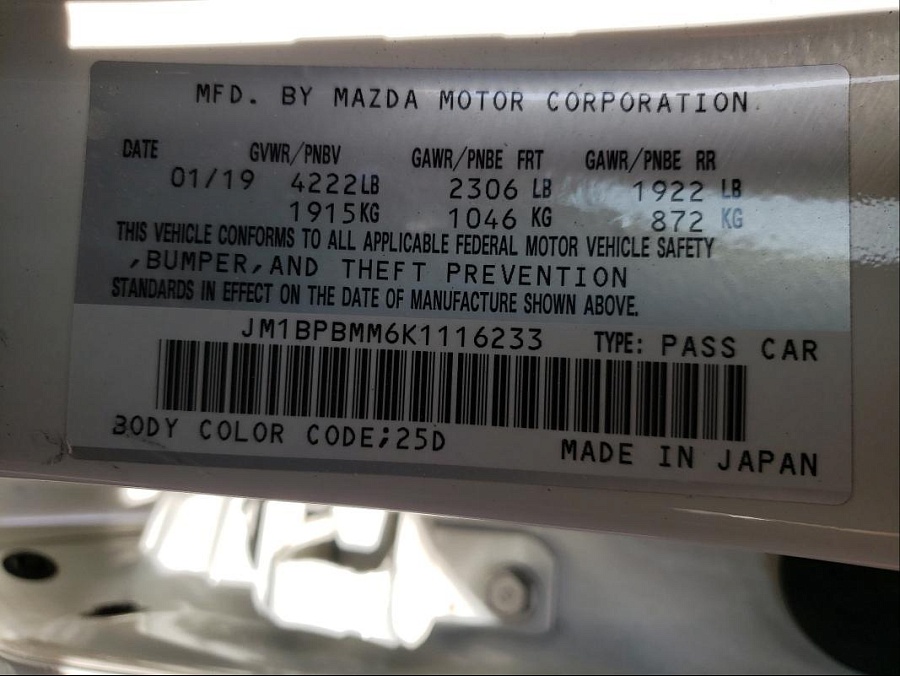 MFD. BY MAZDA MOTOR CORPORATION
DATE GVWR/PNBV GAWR/PNBE FRT GAWR/PNBE RR
01/19 4222LB 2306 LB 1922 LB
1915KG 1046 KG 872 KG
THIS VEHICLE CONFORMS TO ALL APPLICABLE FEDERAL MOTOR VEHICLE SAFETY
,BUMPER,AND THEFT PREVENTION
STANDARDS IN EFFECT ON THE DATE OF MANUFACTURE SHOWN ABOVE.
JM1BPBMM6K1116233 TYPE: PASS CAR
BODY COLOR CODE;25D MADE IN JAPAN